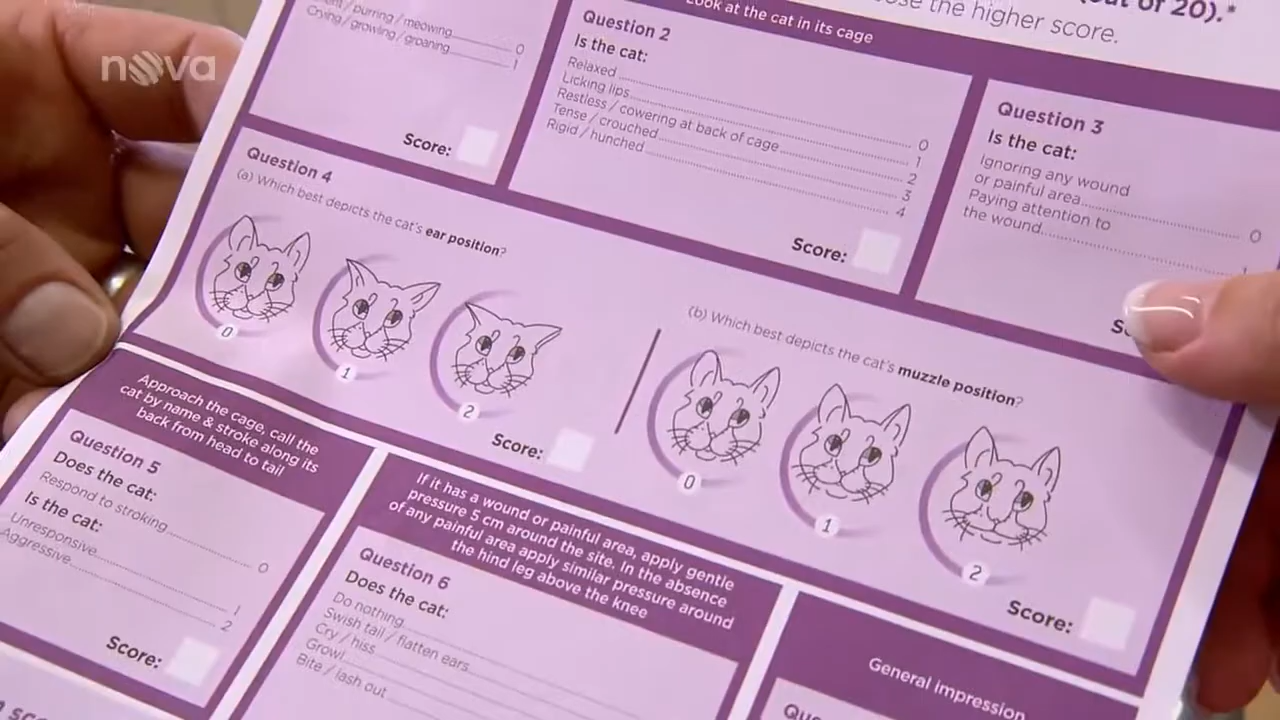 nova
(out of 20).*
the higher score.
Look at the cat in its cage
/ purring / meowing 0
Crying / growling / groaning 1
Score:
Question 2
Is the cat:
Relaxed 0
Licking lips 1
Restless / cowering at back of cage 2
Tense / crouched 3
Rigid / hunched 4
Score:
Question 3
Is the cat:
Ignoring any wound
or painful area 0
Paying attention to
the wound 1
Question 4
(a) Which best depicts the cat's ear position?
0
1
2
Score:
(b) Which best depicts the cat's muzzle position?
0
1
2
Score:
Approach the cage, call the
cat by name & stroke along its
back from head to tail
Question 5
Does the cat:
Respond to stroking 0
Is the cat:
Unresponsive 1
Aggressive 2
Score:
If it has a wound or painful area, apply gentle
pressure 5 cm around the site. In the absence
of any painful area apply similar pressure around
the hind leg above the knee
Question 6
Does the cat:
Do nothing
Swish tail / flatten ears
Cry / hiss
Growl
Bite / lash out
General impression